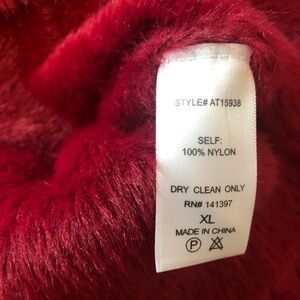 STYLE# AT15938
SELF:
100% NYLON
DRY CLEAN ONLY
RN# 141397
XL
MADE IN CHINA
P